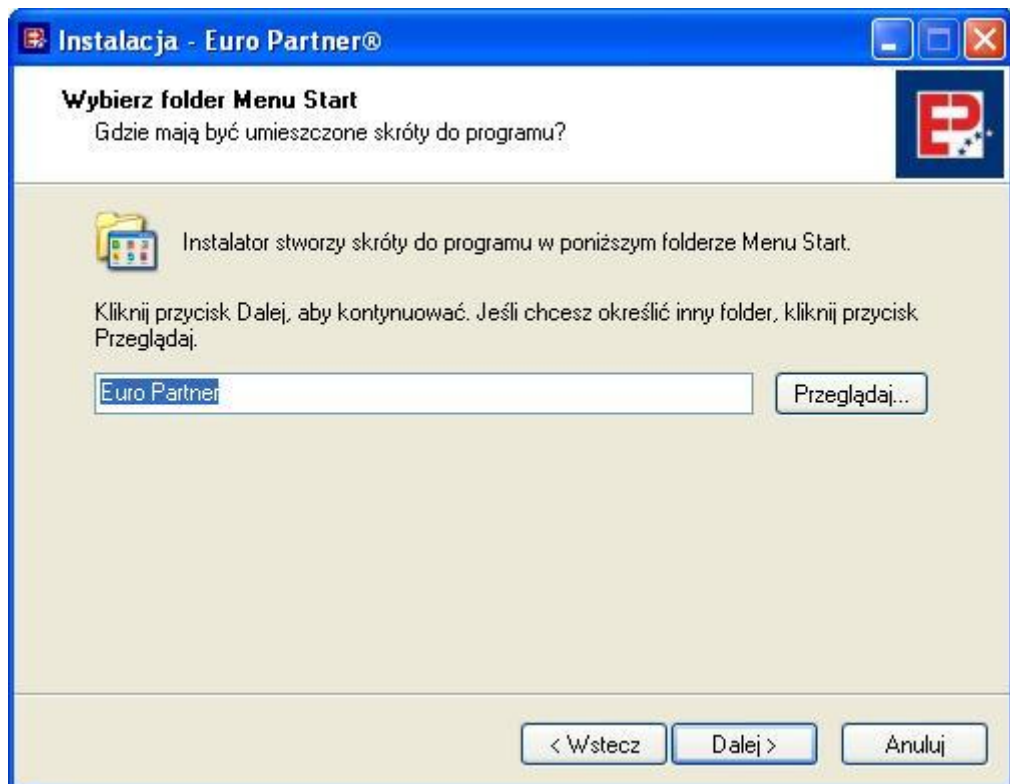 Instalacja - Euro Partner®
Wybierz folder Menu Start
Gdzie mają być umieszczone skróty do programu?
EP
Instalator stworzy skróty do programu w poniższym folderze Menu Start.
Kliknij przycisk Dalej, aby kontynuować. Jeśli chcesz określić inny folder, kliknij przycisk
Przeglądaj.
Euro Partner
Przeglądaj...
< Wstecz
Dalej >
Anuluj